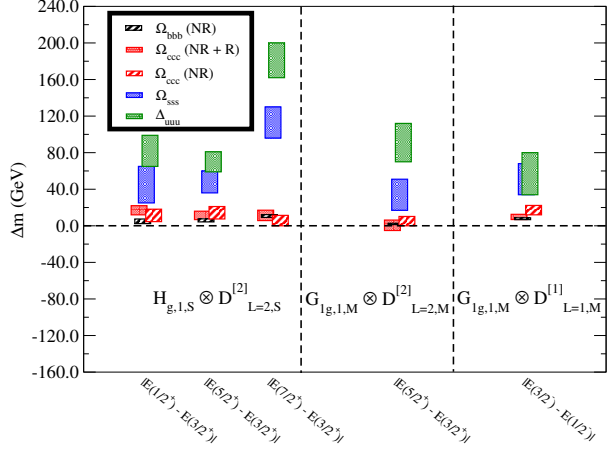 240.0
200.0
160.0
120.0
80.0
40.0
0.0
-40.0
-80.0
-120.0
-160.0
Δm (GeV)
Ω_bbb (NR)
Ω_ccc (NR + R)
Ω_ccc (NR)
Ω_sss
Δ_uuu
H_g,1,S ⊗ D^[2]_L=2,S
G_1g,1,M ⊗ D^[2]_L=2,M
G_1g,1,M ⊗ D^[1]_L=1,M
|E(1/2⁺) - E(3/2⁺)|
|E(5/2⁺) - E(3/2⁺)|
|E(7/2⁺) - E(3/2⁺)|
|E(5/2⁺) - E(3/2⁺)|
|E(3/2⁻) - E(1/2⁻)|